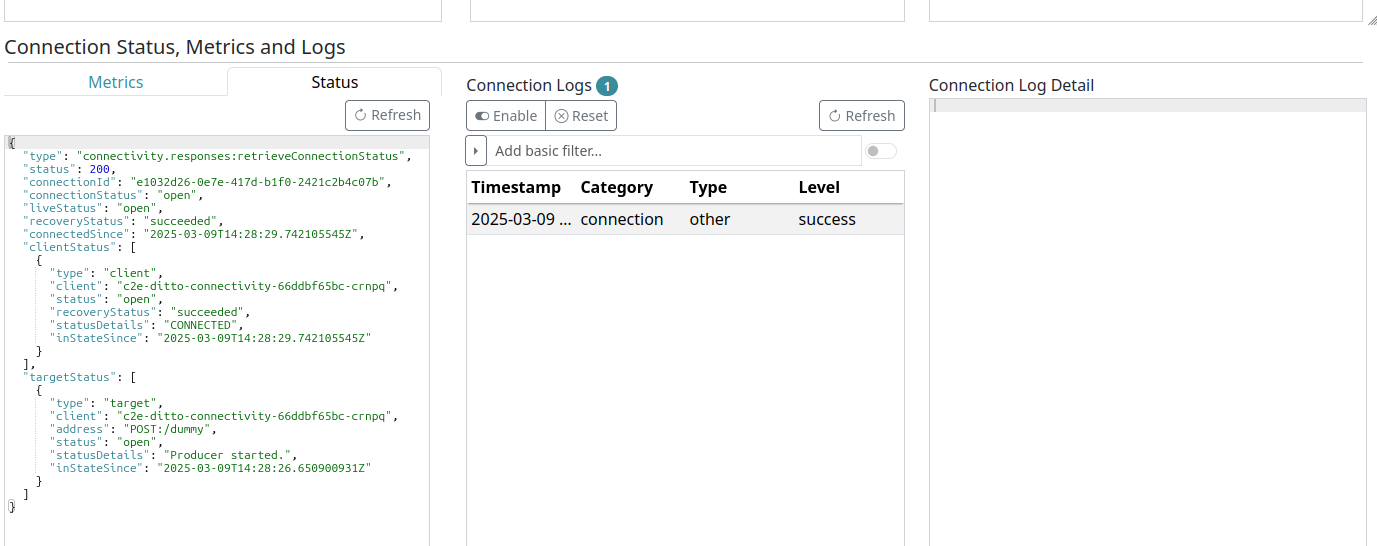 Connection Status, Metrics and Logs
Metrics
Status
Refresh
{
"type": "connectivity.responses:retrieveConnectionStatus",
"status": 200,
"connectionId": "e1032d26-0e7e-417d-b1f0-2421c2b4c07b",
"connectionStatus": "open",
"liveStatus": "open",
"recoveryStatus": "succeeded",
"connectedSince": "2025-03-09T14:28:29.742105545Z",
"clientStatus": [
{
"type": "client",
"client": "c2e-ditto-connectivity-66ddbf65bc-crnpq",
"status": "open",
"recoveryStatus": "succeeded",
"statusDetails": "CONNECTED",
"inStateSince": "2025-03-09T14:28:29.742105545Z"
}
],
"targetStatus": [
{
"type": "target",
"client": "c2e-ditto-connectivity-66ddbf65bc-crnpq",
"address": "POST:/dummy",
"status": "open",
"statusDetails": "Producer started.",
"inStateSince": "2025-03-09T14:28:26.650900931Z"
}
]
}
Connection Logs 1
Enable Reset Refresh
Add basic filter...
Timestamp Category Type Level
2025-03-09 ... connection other success
Connection Log Detail